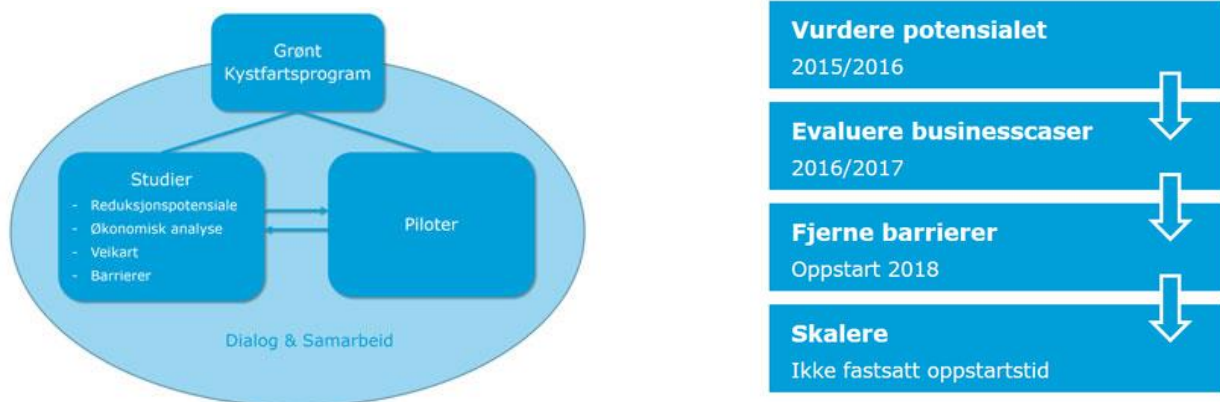 Grønt
Kystfartsprogram
Studier
- Reduksjonspotensiale
- Økonomisk analyse
- Veikart
- Barrierer
Piloter
Dialog & Samarbeid
Vurdere potensialet
2015/2016
Evaluere businesscaser
2016/2017
Fjerne barrierer
Oppstart 2018
Skalere
Ikke fastsatt oppstartstid